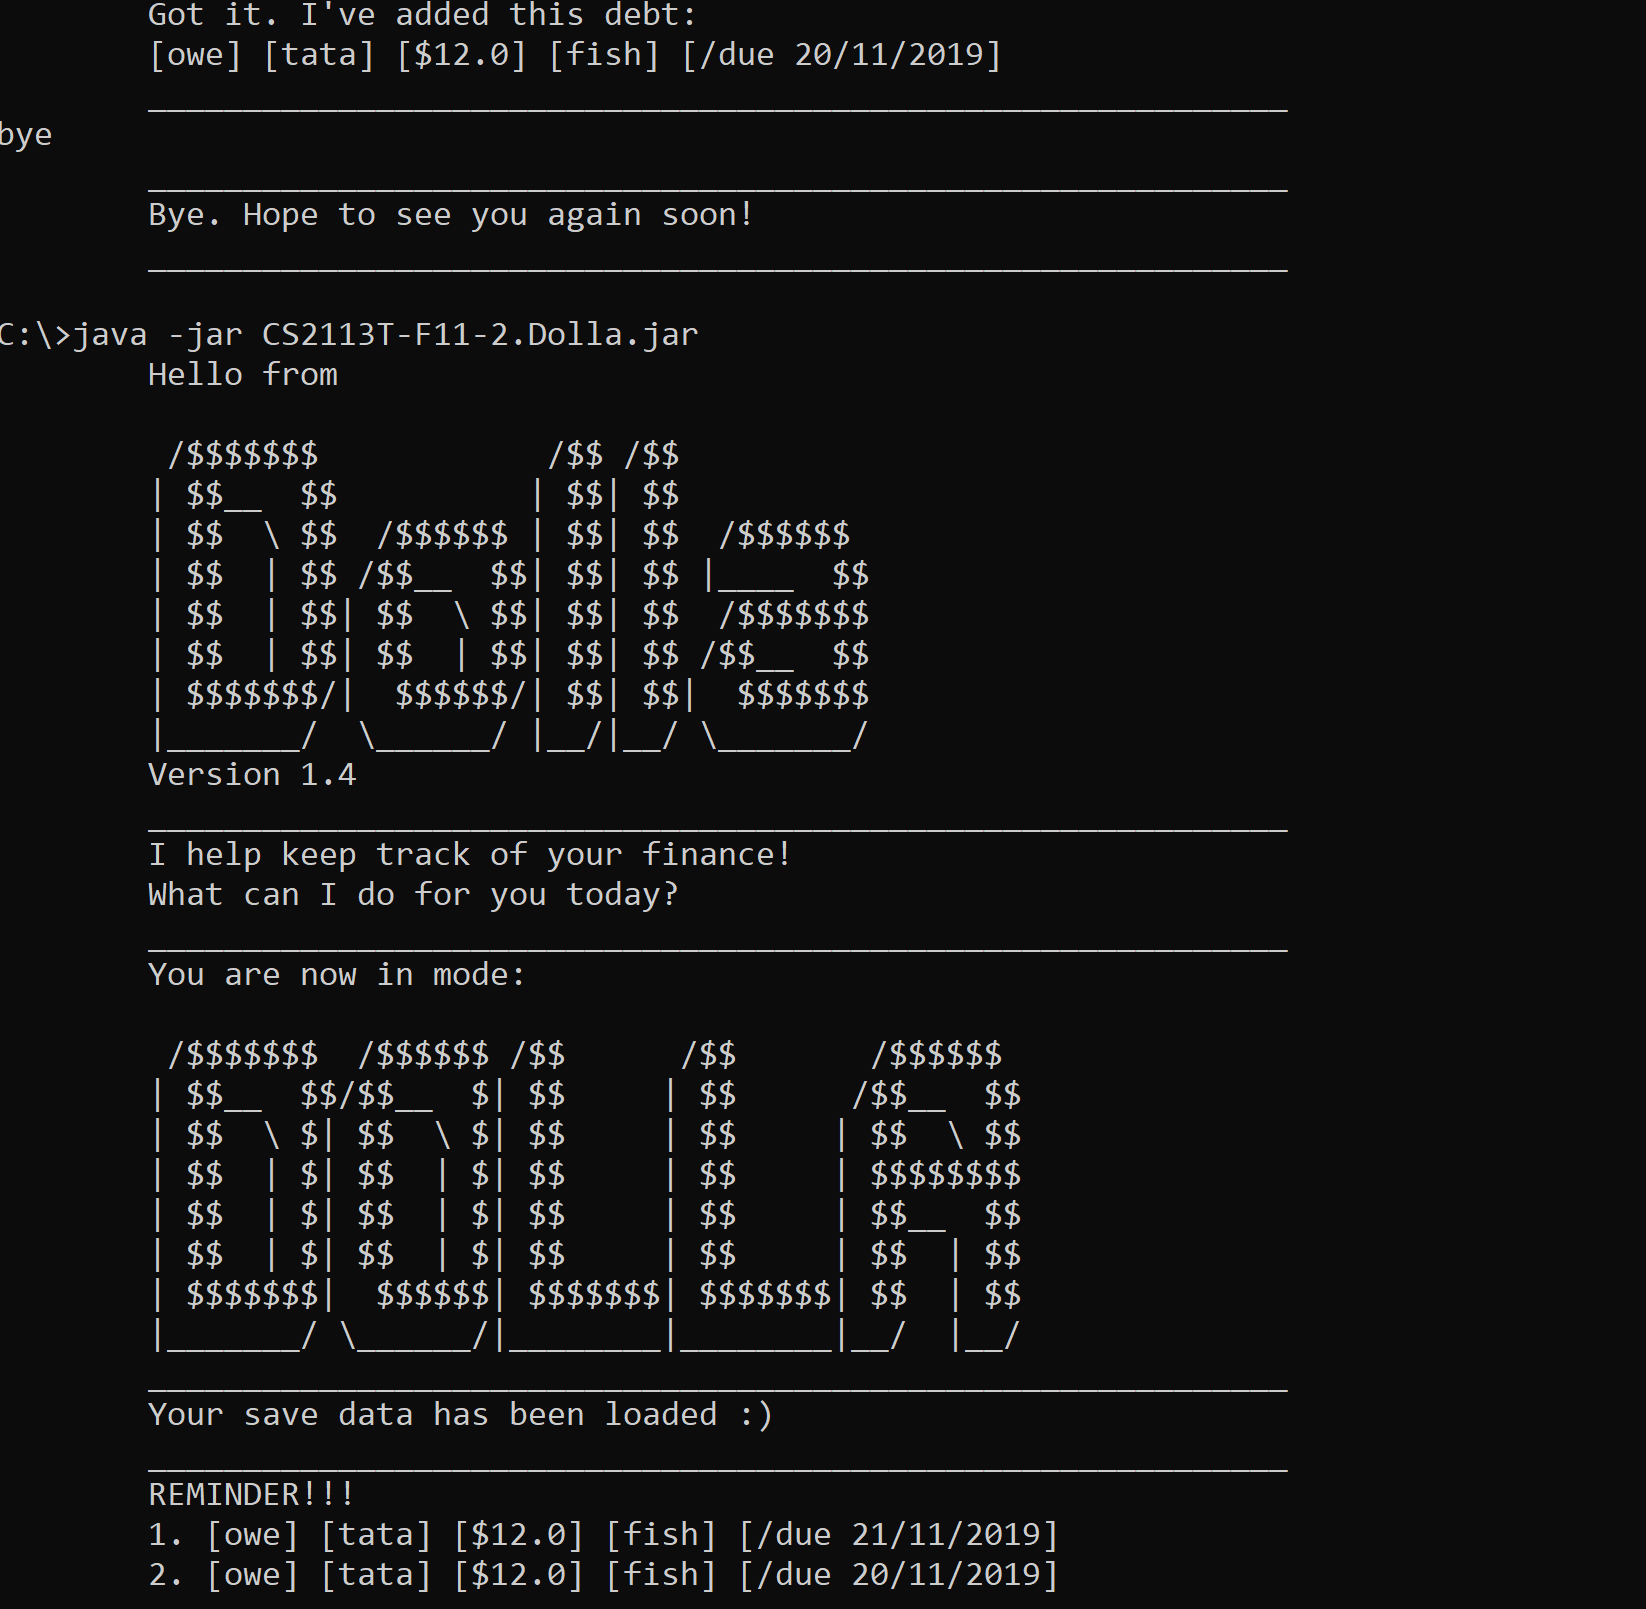 Got it. I've added this debt:
[owe] [tata] [$12.0] [fish] [/due 20/11/2019]
____________________________________________________________
bye
____________________________________________________________
Bye. Hope to see you again soon!
____________________________________________________________
C:\>java -jar CS2113T-F11-2.Dolla.jar
Hello from
 /$$$$$$$            /$$ /$$
| $$__  $$          | $$| $$
| $$  \ $$  /$$$$$$ | $$| $$  /$$$$$$
| $$  | $$ /$$__  $$| $$| $$ |____  $$
| $$  | $$| $$  \ $$| $$| $$  /$$$$$$$
| $$  | $$| $$  | $$| $$| $$ /$$__  $$
| $$$$$$$/|  $$$$$$/| $$| $$|  $$$$$$$
|_______/  \______/ |__/|__/ \_______/
Version 1.4
____________________________________________________________
I help keep track of your finance!
What can I do for you today?
____________________________________________________________
You are now in mode:
 /$$$$$$$  /$$$$$$ /$$      /$$       /$$$$$$
| $$__  $$/$$__  $| $$     | $$      /$$__  $$
| $$  \ $| $$  \ $| $$     | $$     | $$  \ $$
| $$  | $| $$  | $| $$     | $$     | $$$$$$$$
| $$  | $| $$  | $| $$     | $$     | $$__  $$
| $$  | $| $$  | $| $$     | $$     | $$  | $$
| $$$$$$$|  $$$$$$| $$$$$$$| $$$$$$$| $$  | $$
|_______/ \______/|________|________|__/  |__/
____________________________________________________________
Your save data has been loaded :)
____________________________________________________________
REMINDER!!!
1. [owe] [tata] [$12.0] [fish] [/due 21/11/2019]
2. [owe] [tata] [$12.0] [fish] [/due 20/11/2019]